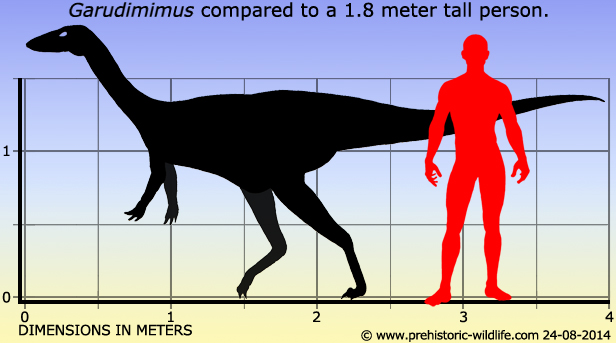 Garudimimus compared to a 1.8 meter tall person.
1
0
0 1 2 3 4
DIMENSIONS IN METERS
© www.prehistoric-wildlife.com 24-08-2014